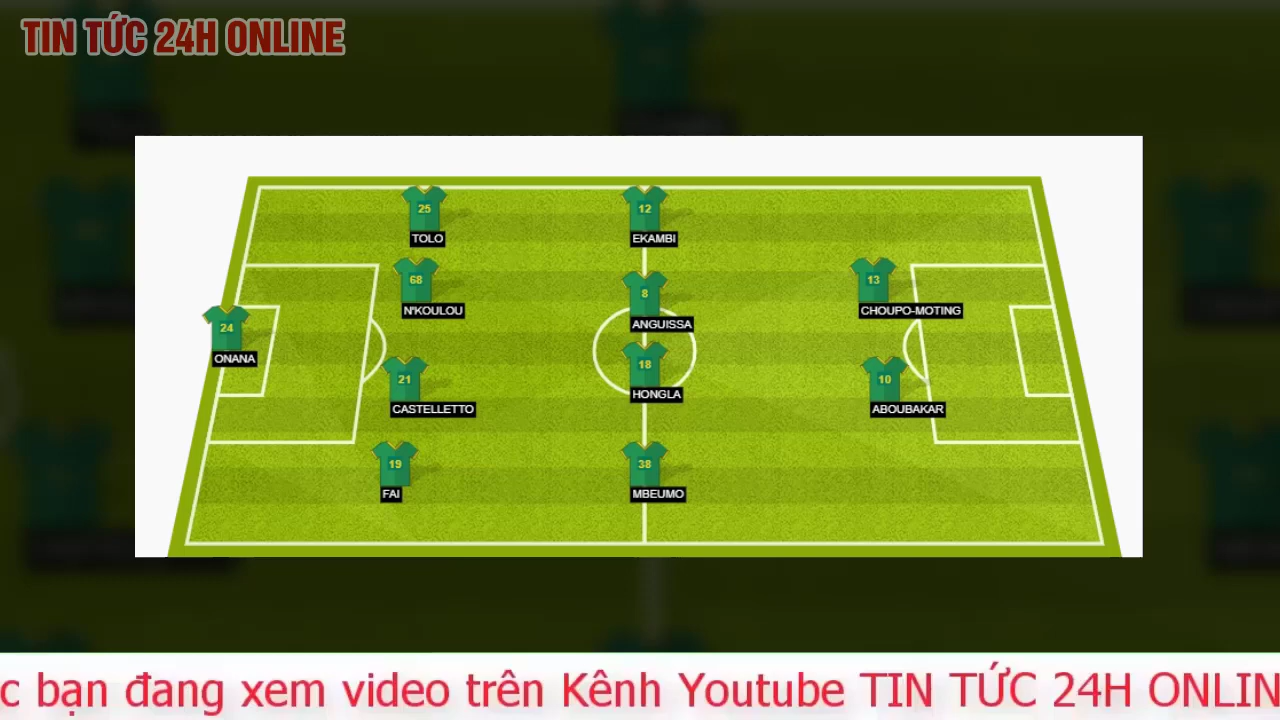 TIN TỨC 24H ONLINE
25
TOLO
12
EKAMBI
68
N'KOULOU
13
CHOUPO-MOTING
8
ANGUISSA
24
ONANA
18
HONGLA
21
CASTELLETTO
10
ABOUBAKAR
19
FAI
38
MBEUMO
c bạn đang xem video trên Kênh Youtube TIN TỨC 24H ONLIN